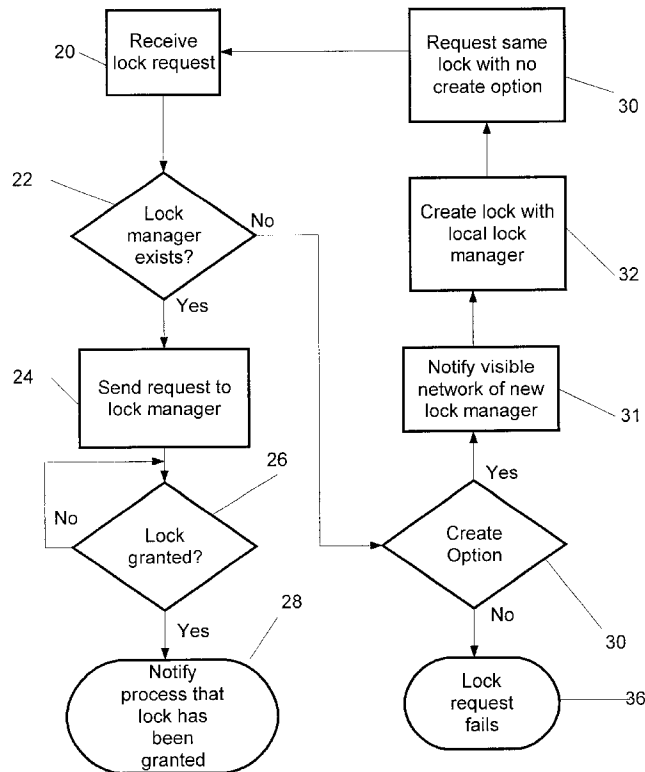 20
Receive
lock request
Request same
lock with no
create option
30
22
Lock
manager
exists?
No
Yes
Create lock with
local lock
manager
32
24
Send request to
lock manager
Notify visible
network of new
lock manager
31
26
No
Lock
granted?
Yes
Yes
Create
Option
30
No
28
Notify
process that
lock has
been
granted
Lock
request
fails
36